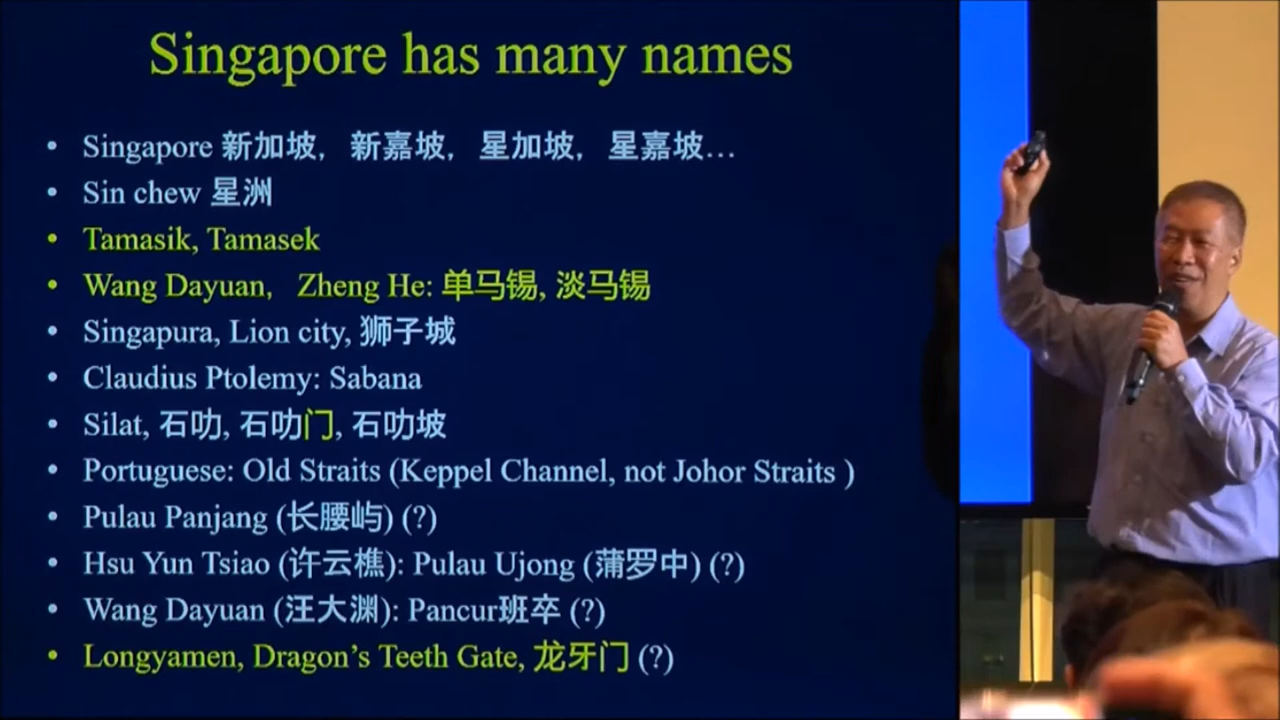 Singapore has many names
• Singapore 新加坡, 新嘉坡, 星加坡, 星嘉坡…
• Sin chew 星洲
• Tamasik, Tamasek
• Wang Dayuan, Zheng He: 单马锡, 淡马锡
• Singapura, Lion city, 狮子城
• Claudius Ptolemy: Sabana
• Silat, 石叻, 石叻门, 石叻坡
• Portuguese: Old Straits (Keppel Channel, not Johor Straits )
• Pulau Panjang (长腰屿) (?)
• Hsu Yun Tsiao (许云樵): Pulau Ujong (蒲罗中) (?)
• Wang Dayuan (汪大渊): Pancur班卒 (?)
• Longyamen, Dragon’s Teeth Gate, 龙牙门 (?)